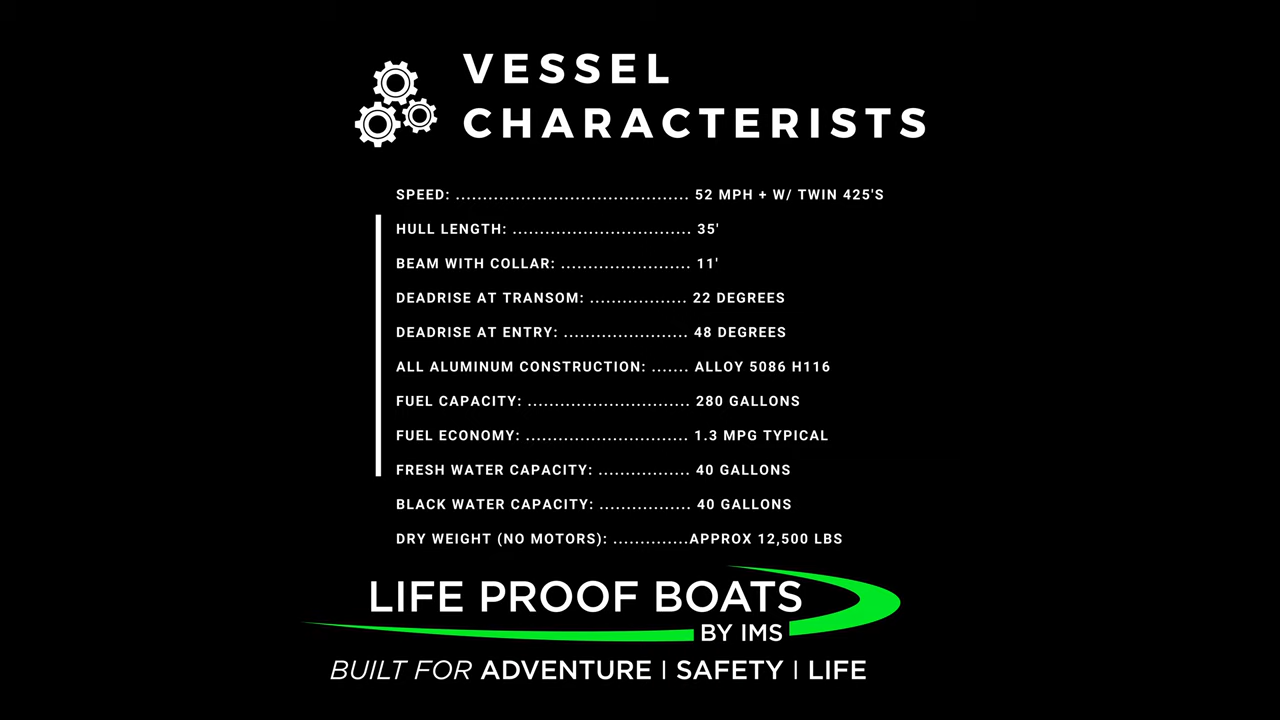 VESSEL
CHARACTERISTS
SPEED: ........................................... 52 MPH + W/ TWIN 425'S
HULL LENGTH: ................................. 35'
BEAM WITH COLLAR: ........................ 11'
DEADRISE AT TRANSOM: .................. 22 DEGREES
DEADRISE AT ENTRY: ....................... 48 DEGREES
ALL ALUMINUM CONSTRUCTION: ....... ALLOY 5086 H116
FUEL CAPACITY: .............................. 280 GALLONS
FUEL ECONOMY: .............................. 1.3 MPG TYPICAL
FRESH WATER CAPACITY: ................. 40 GALLONS
BLACK WATER CAPACITY: ................. 40 GALLONS
DRY WEIGHT (NO MOTORS): ..............APPROX 12,500 LBS
LIFE PROOF BOATS
BY IMS
BUILT FOR ADVENTURE | SAFETY | LIFE